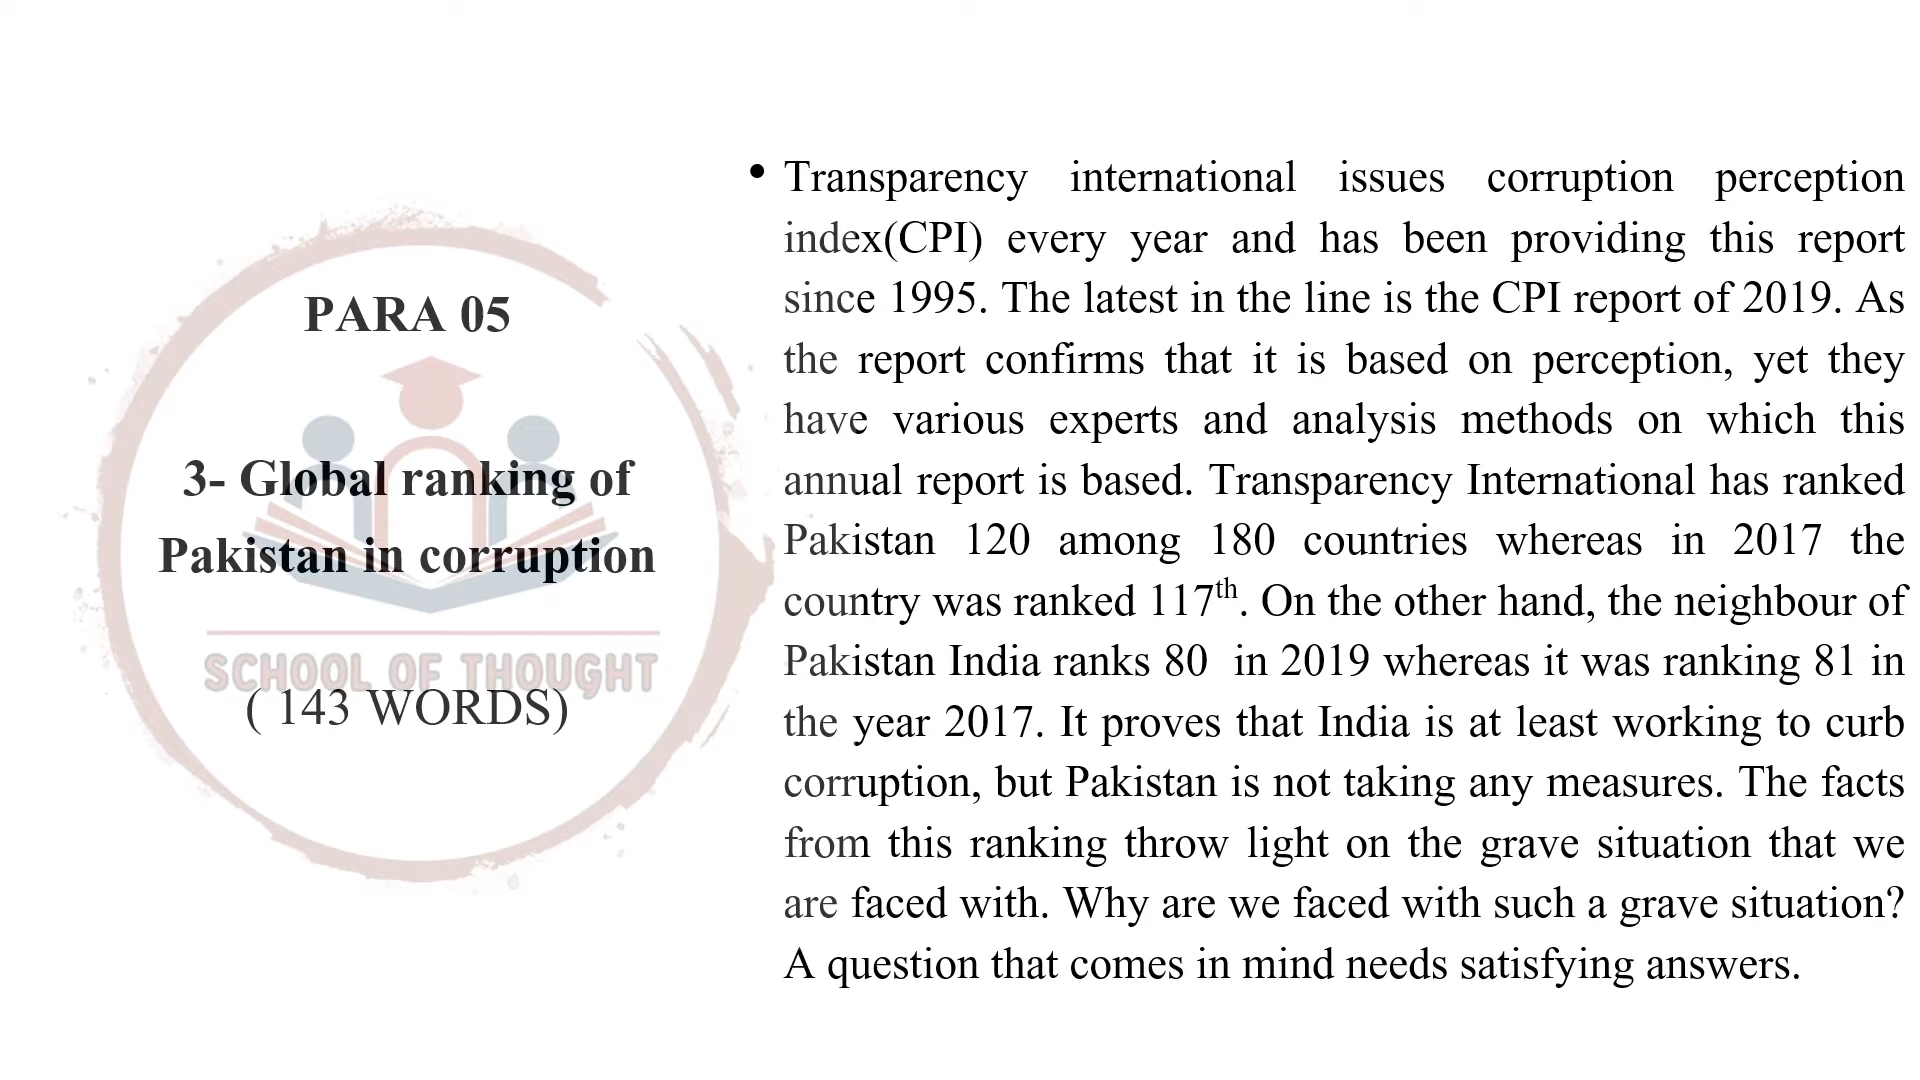 PARA 05
3- Global ranking of
Pakistan in corruption
SCHOOL OF THOUGHT
( 143 WORDS)
• Transparency international issues corruption perception
index(CPI) every year and has been providing this report
since 1995. The latest in the line is the CPI report of 2019. As
the report confirms that it is based on perception, yet they
have various experts and analysis methods on which this
annual report is based. Transparency International has ranked
Pakistan 120 among 180 countries whereas in 2017 the
country was ranked 117th. On the other hand, the neighbour of
Pakistan India ranks 80 in 2019 whereas it was ranking 81 in
the year 2017. It proves that India is at least working to curb
corruption, but Pakistan is not taking any measures. The facts
from this ranking throw light on the grave situation that we
are faced with. Why are we faced with such a grave situation?
A question that comes in mind needs satisfying answers.